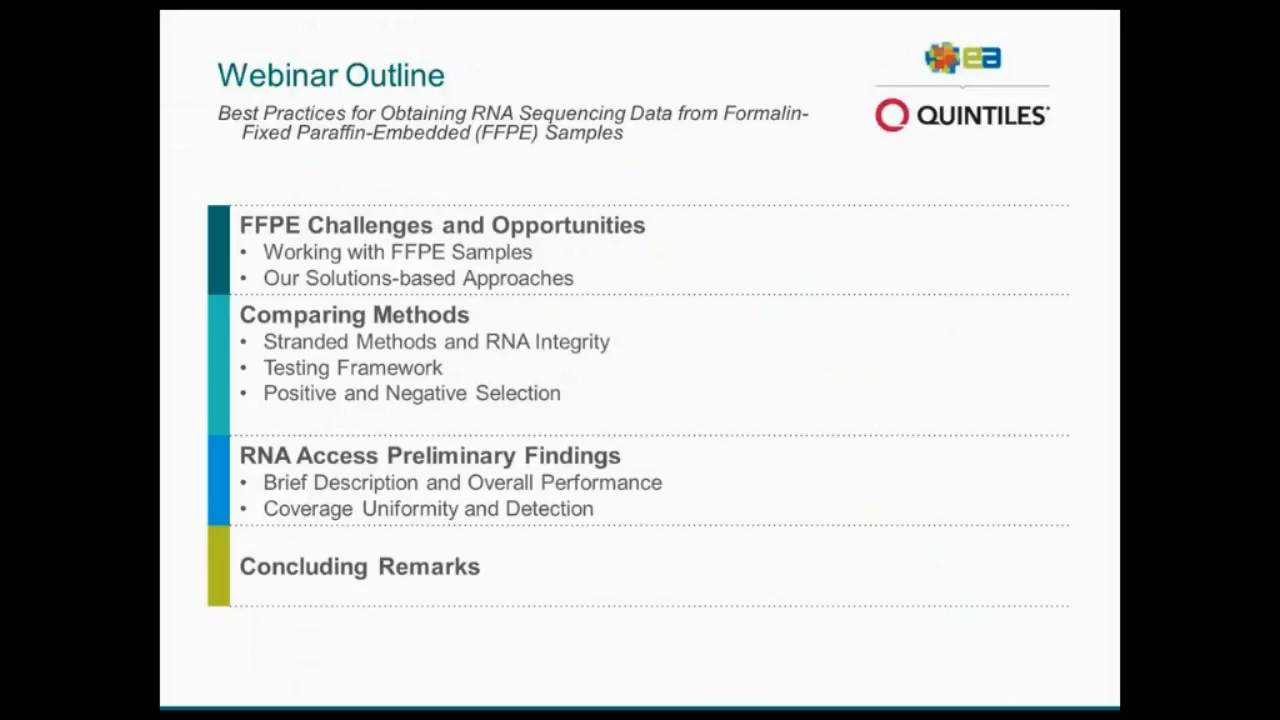 Webinar Outline
Best Practices for Obtaining RNA Sequencing Data from Formalin-
Fixed Paraffin-Embedded (FFPE) Samples
ea
QUINTILES
FFPE Challenges and Opportunities
• Working with FFPE Samples
• Our Solutions-based Approaches
Comparing Methods
• Stranded Methods and RNA Integrity
• Testing Framework
• Positive and Negative Selection
RNA Access Preliminary Findings
• Brief Description and Overall Performance
• Coverage Uniformity and Detection
Concluding Remarks